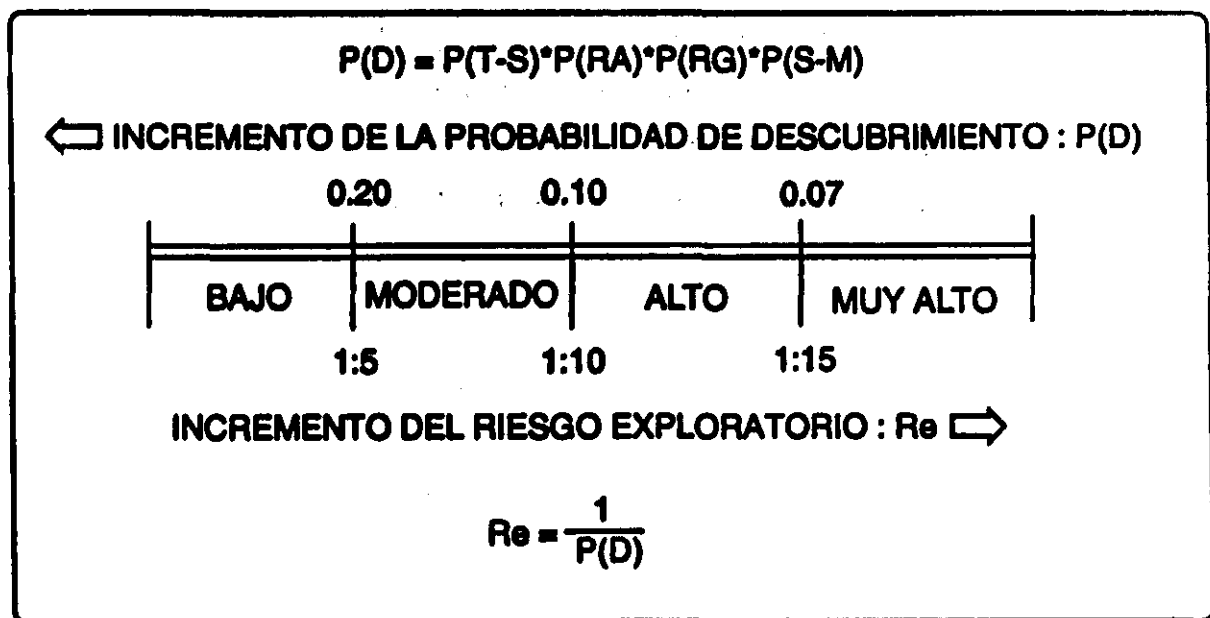 P(D) = P(T-S)*P(RA)*P(RG)*P(S-M)
INCREMENTO DE LA PROBABILIDAD DE DESCUBRIMIENTO : P(D)
0.20 0.10 0.07
BAJO MODERADO ALTO MUY ALTO
1:5 1:10 1:15
INCREMENTO DEL RIESGO EXPLORATORIO : Re
Re = 1
P(D)